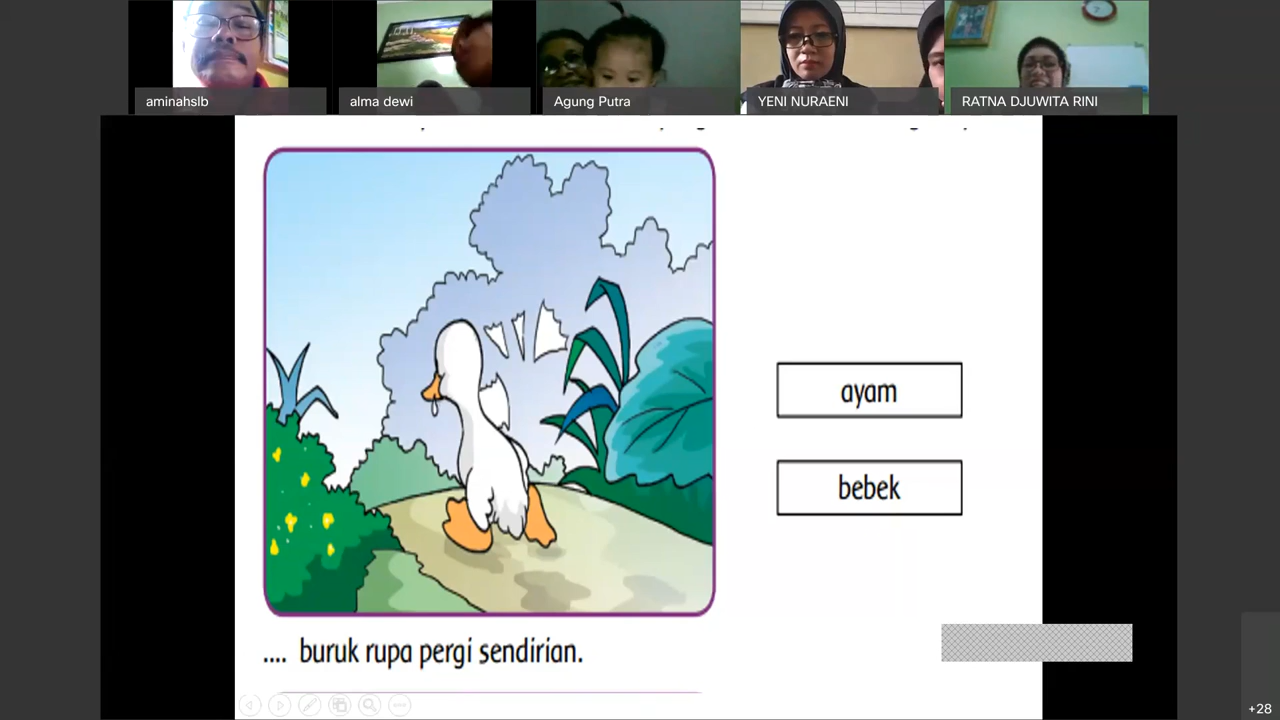 aminahslb
alma dewi
Agung Putra
YENI NURAENI
RATNA DJUWITA RINI
ayam
bebek
.... buruk rupa pergi sendirian.
+28